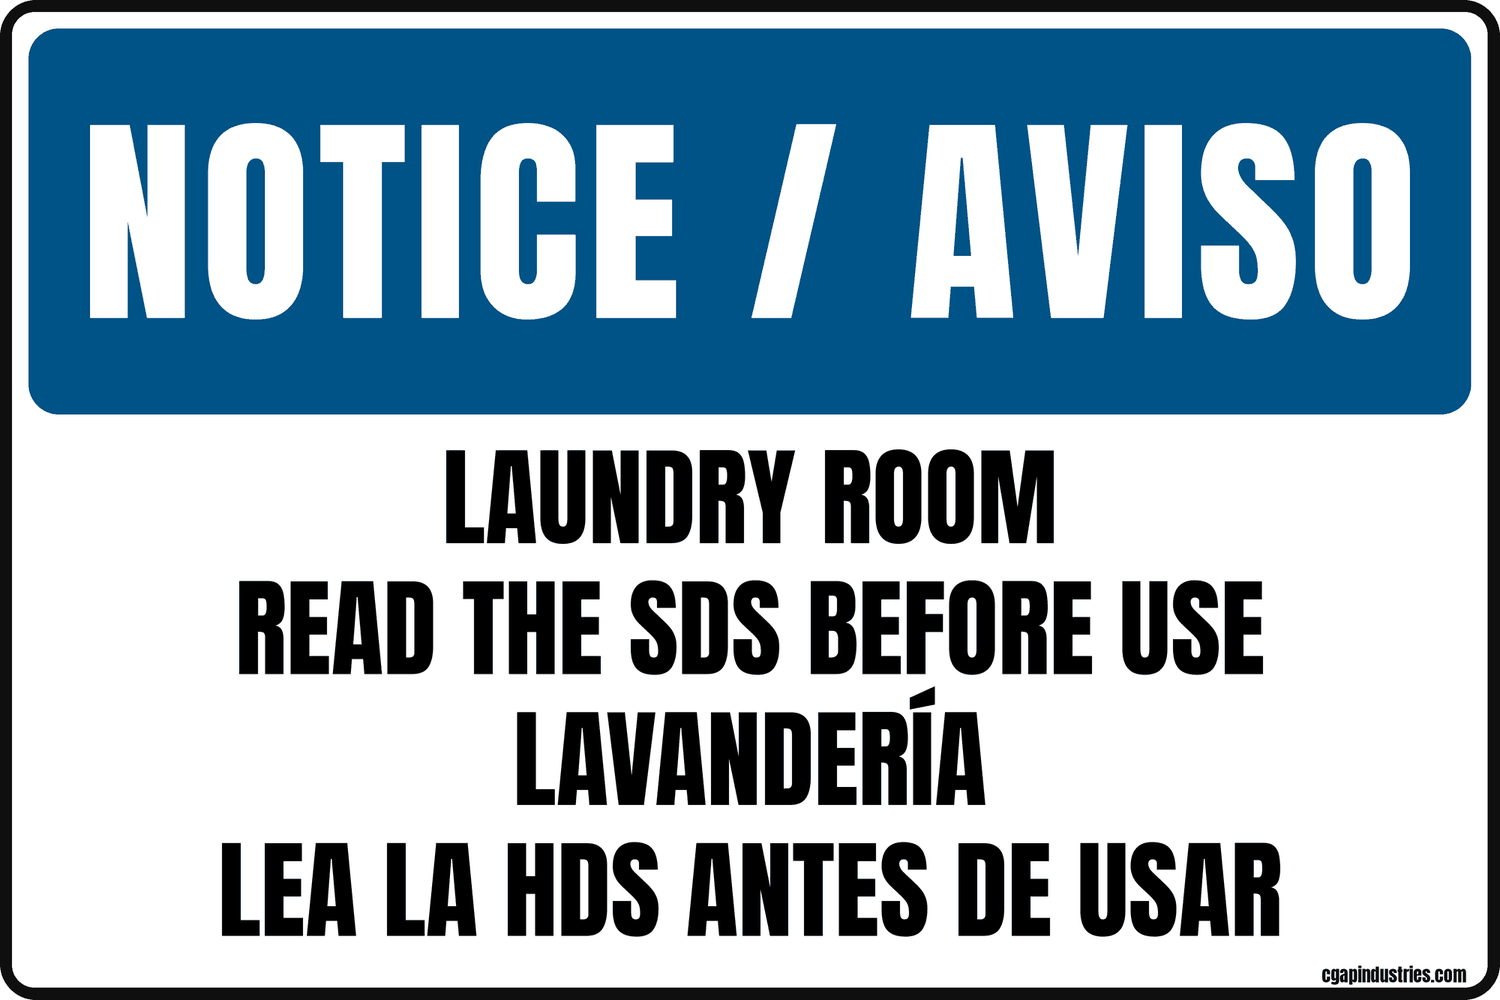 NOTICE / AVISO
LAUNDRY ROOM
READ THE SDS BEFORE USE
LAVANDERÍA
LEA LA HDS ANTES DE USAR
cgapindustries.com